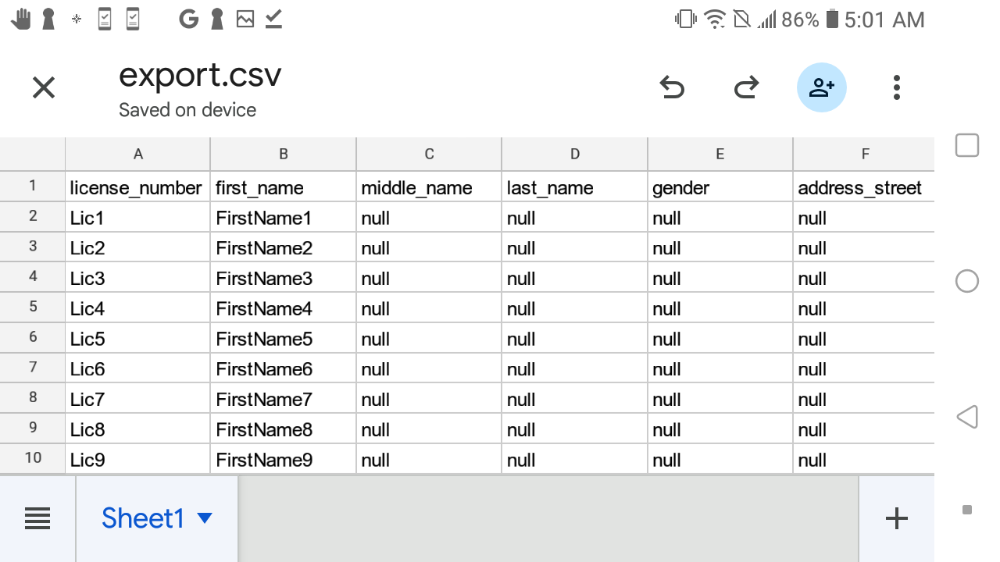 86% 5:01 AM
export.csv
Saved on device
A B C D E F
1 license_number first_name middle_name last_name gender address_street
2 Lic1 FirstName1 null null null null
3 Lic2 FirstName2 null null null null
4 Lic3 FirstName3 null null null null
5 Lic4 FirstName4 null null null null
6 Lic5 FirstName5 null null null null
7 Lic6 FirstName6 null null null null
8 Lic7 FirstName7 null null null null
9 Lic8 FirstName8 null null null null
10 Lic9 FirstName9 null null null null
Sheet1